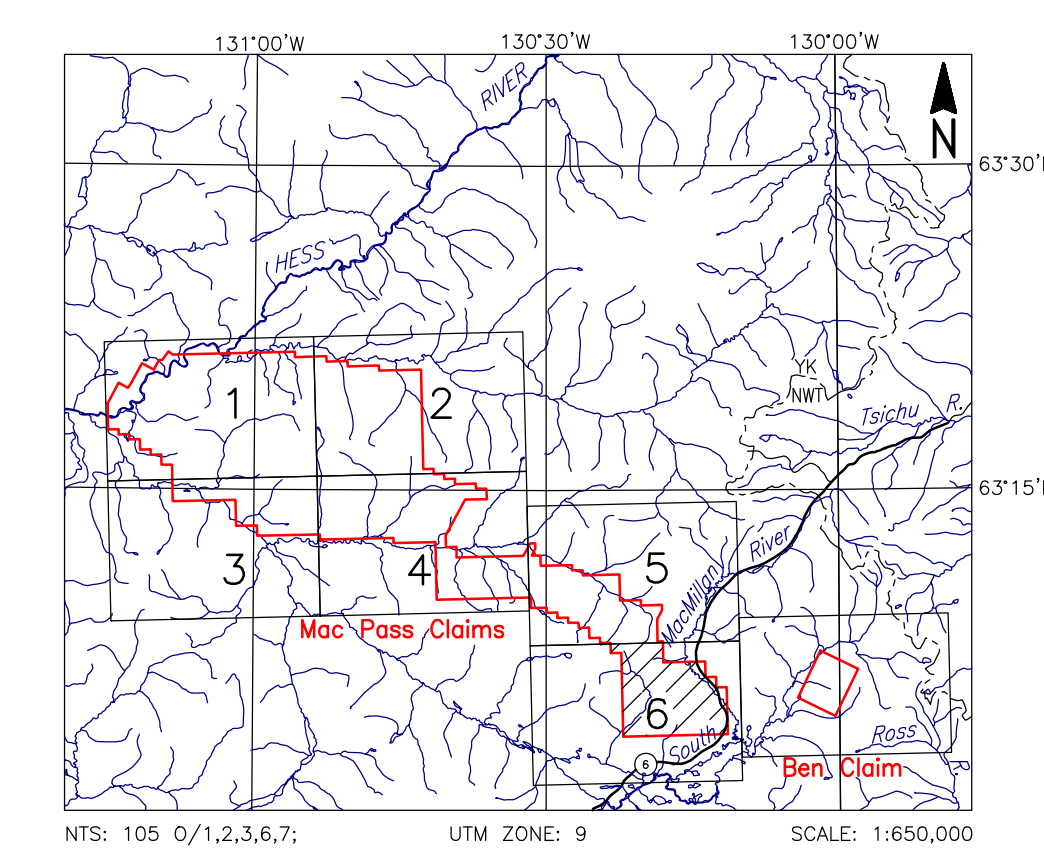 131°00'W
130°30'W
130°00'W
RIVER
N
63°30'
HESS
YK
NWT
1
2
Tsichu R.
63°15'
3
4
5
River
MacMillan
Mac Pass Claims
6
South
6
Ross
R.
Ben Claim
NTS: 105 O/1,2,3,6,7;
UTM ZONE: 9
SCALE: 1:650,000